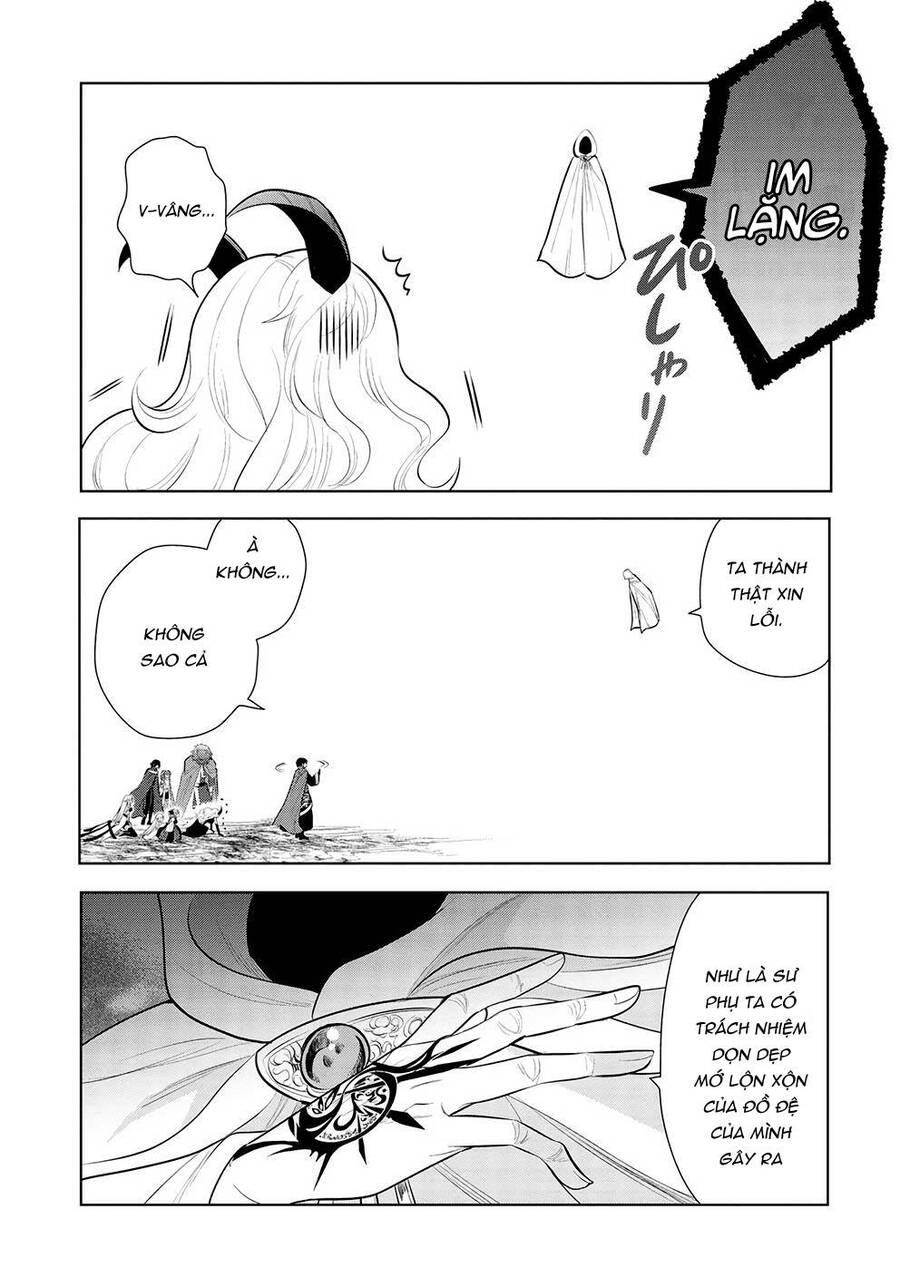 IM
LẶNG.
ぴしゃり
V-VÂNG...
TA THÀNH
THẬT XIN
LỖI.
À
KHÔNG...
KHÔNG
SAO CẢ
NHƯ LÀ SƯ
PHỤ TA CÓ
TRÁCH NHIỆM
DỌN DẸP
MỚ LỘN XỘN
CỦA ĐỒ ĐỆ
CỦA MÌNH
GÂY RA